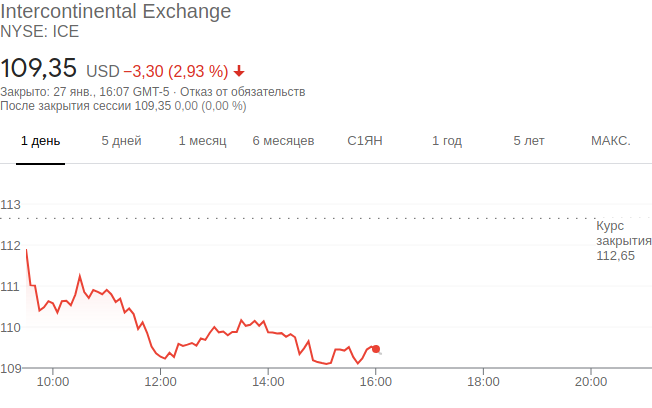 Intercontinental Exchange
NYSE: ICE
109,35 USD −3,30 (2,93 %)
Закрыто: 27 янв., 16:07 GMT-5 · Отказ от обязательств
После закрытия сессии 109,35 0,00 (0,00 %)
1 день 5 дней 1 месяц 6 месяцев С1ЯН 1 год 5 лет МАКС.
113
Курс
закрытия
112,65
112
111
110
109
10:00 12:00 14:00 16:00 18:00 20:00